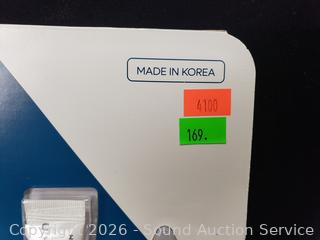 MADE IN KOREA
4100
169.
Copyright © 2026 - Sound Auction Service